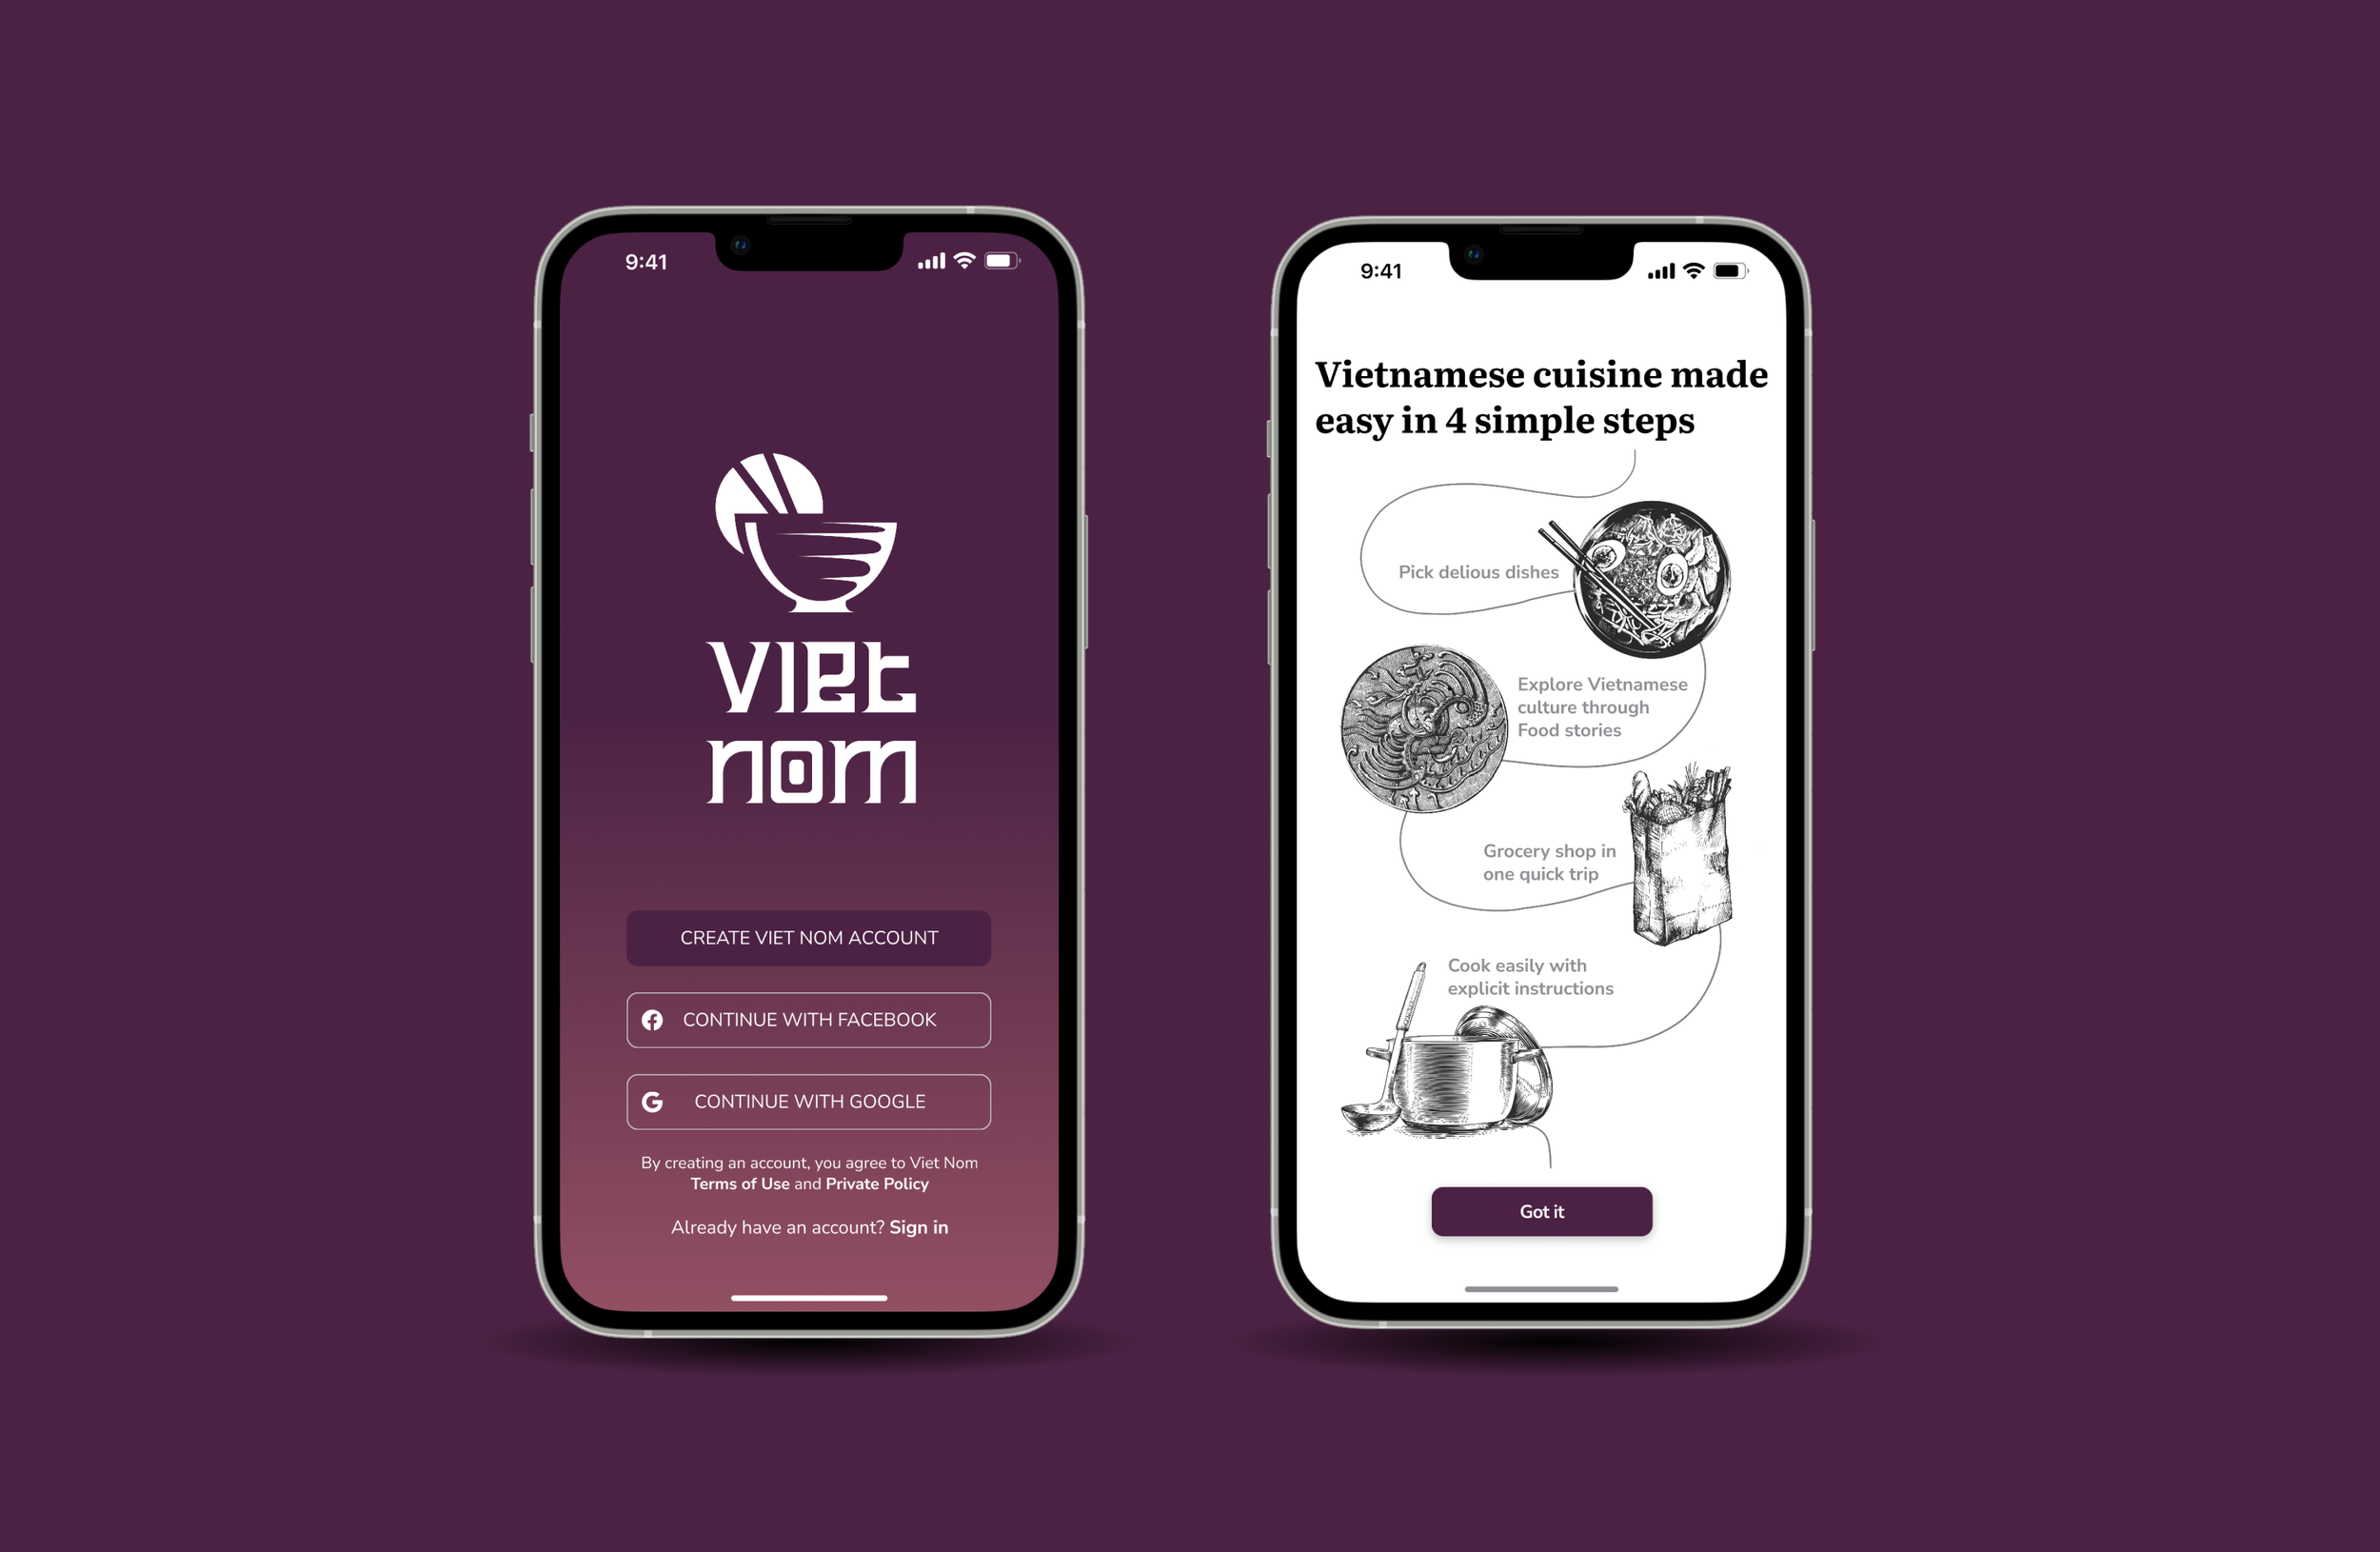 9:41
VIET
NOM
CREATE VIET NOM ACCOUNT
CONTINUE WITH FACEBOOK
CONTINUE WITH GOOGLE
By creating an account, you agree to Viet Nom
Terms of Use and Private Policy
Already have an account? Sign in
9:41
Vietnamese cuisine made
easy in 4 simple steps
Pick delious dishes
Explore Vietnamese
culture through
Food stories
Grocery shop in
one quick trip
Cook easily with
explicit instructions
Got it